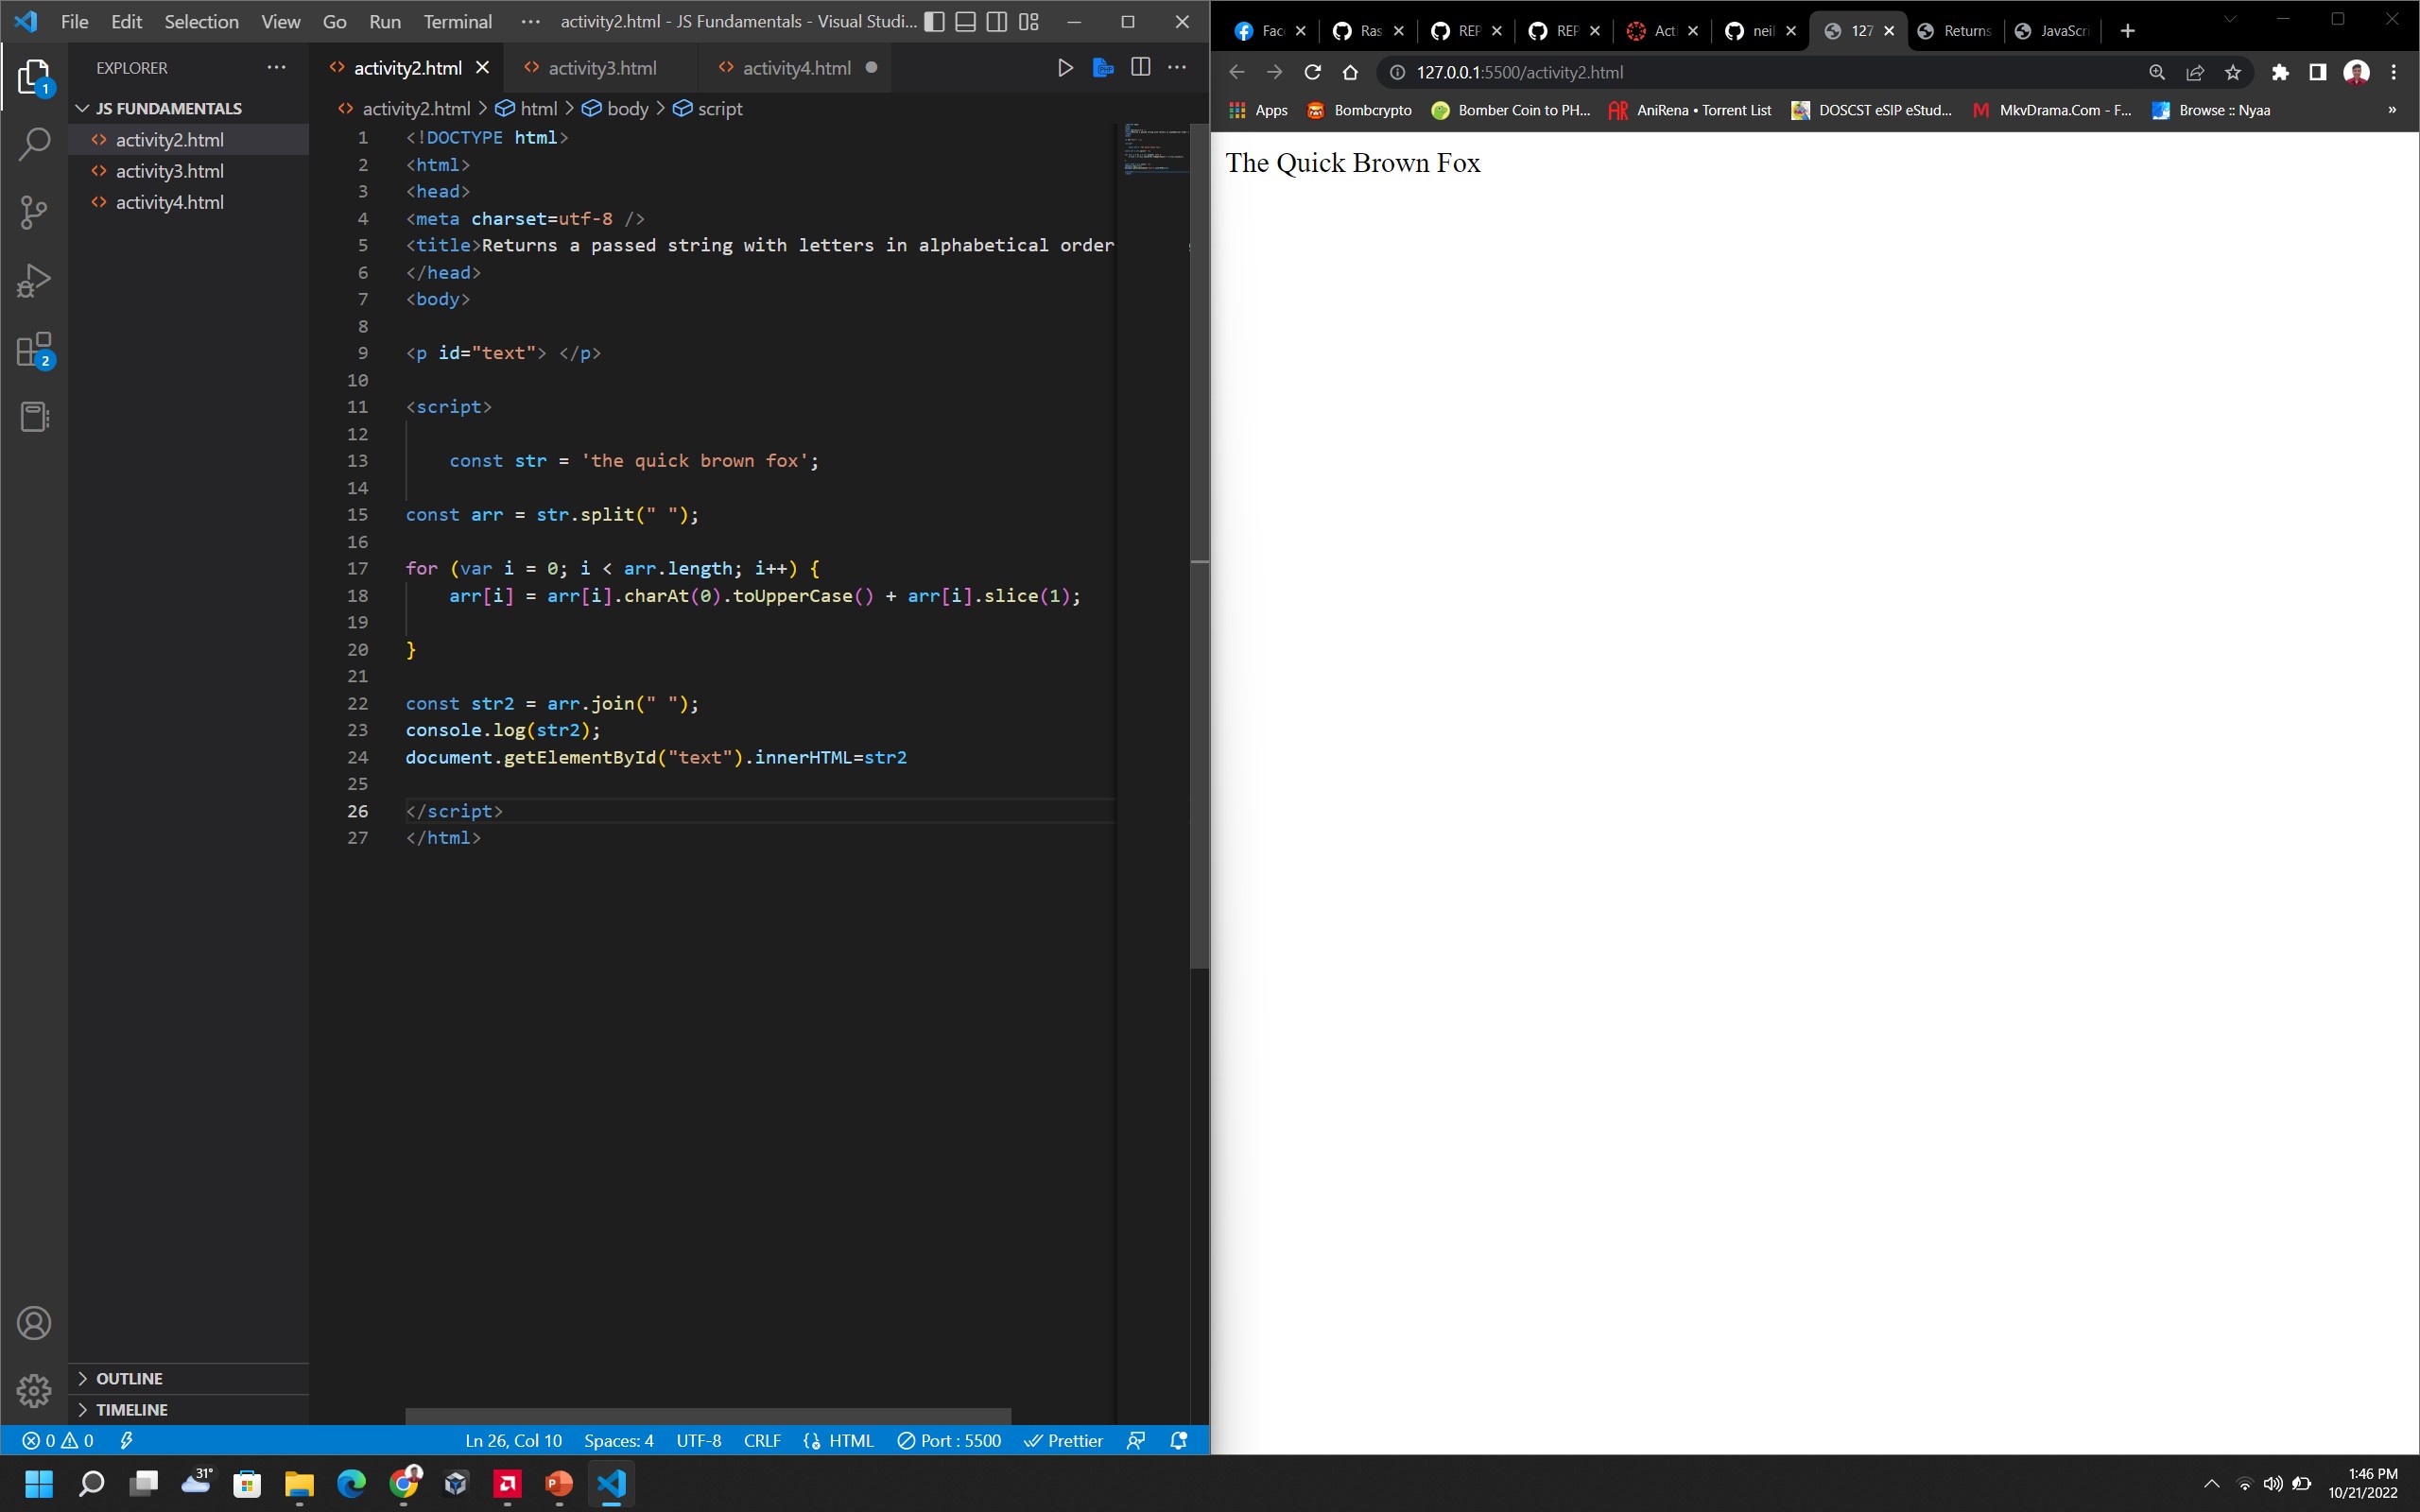 File Edit Selection View Go Run Terminal ··· activity2.html - JS Fundamentals - Visual Studi...
EXPLORER ···
JS FUNDAMENTALS
activity2.html
activity3.html
activity4.html
OUTLINE
TIMELINE
1
2
activity2.html activity3.html activity4.html
activity2.html > html > body > script
1 <!DOCTYPE html>
2 <html>
3 <head>
4 <meta charset=utf-8 />
5 <title>Returns a passed string with letters in alphabetical order
6 </head>
7 <body>
8
9 <p id="text"> </p>
10
11 <script>
12
13 const str = 'the quick brown fox';
14
15 const arr = str.split(" ");
16
17 for (var i = 0; i < arr.length; i++) {
18 arr[i] = arr[i].charAt(0).toUpperCase() + arr[i].slice(1);
19
20 }
21
22 const str2 = arr.join(" ");
23 console.log(str2);
24 document.getElementById("text").innerHTML=str2
25
26 </script>
27 </html>
0 0 Ln 26, Col 10 Spaces: 4 UTF-8 CRLF HTML Port : 5500 Prettier
Fac Ras REP REP Acti neil 127 Returns JavaScri
127.0.0.1:5500/activity2.html
Apps Bombcrypto Bomber Coin to PH... AR AniRena • Torrent List DOSCST eSIP eStud... M MkvDrama.Com - F... Browse :: Nyaa »
The Quick Brown Fox
31°
1:46 PM
10/21/2022